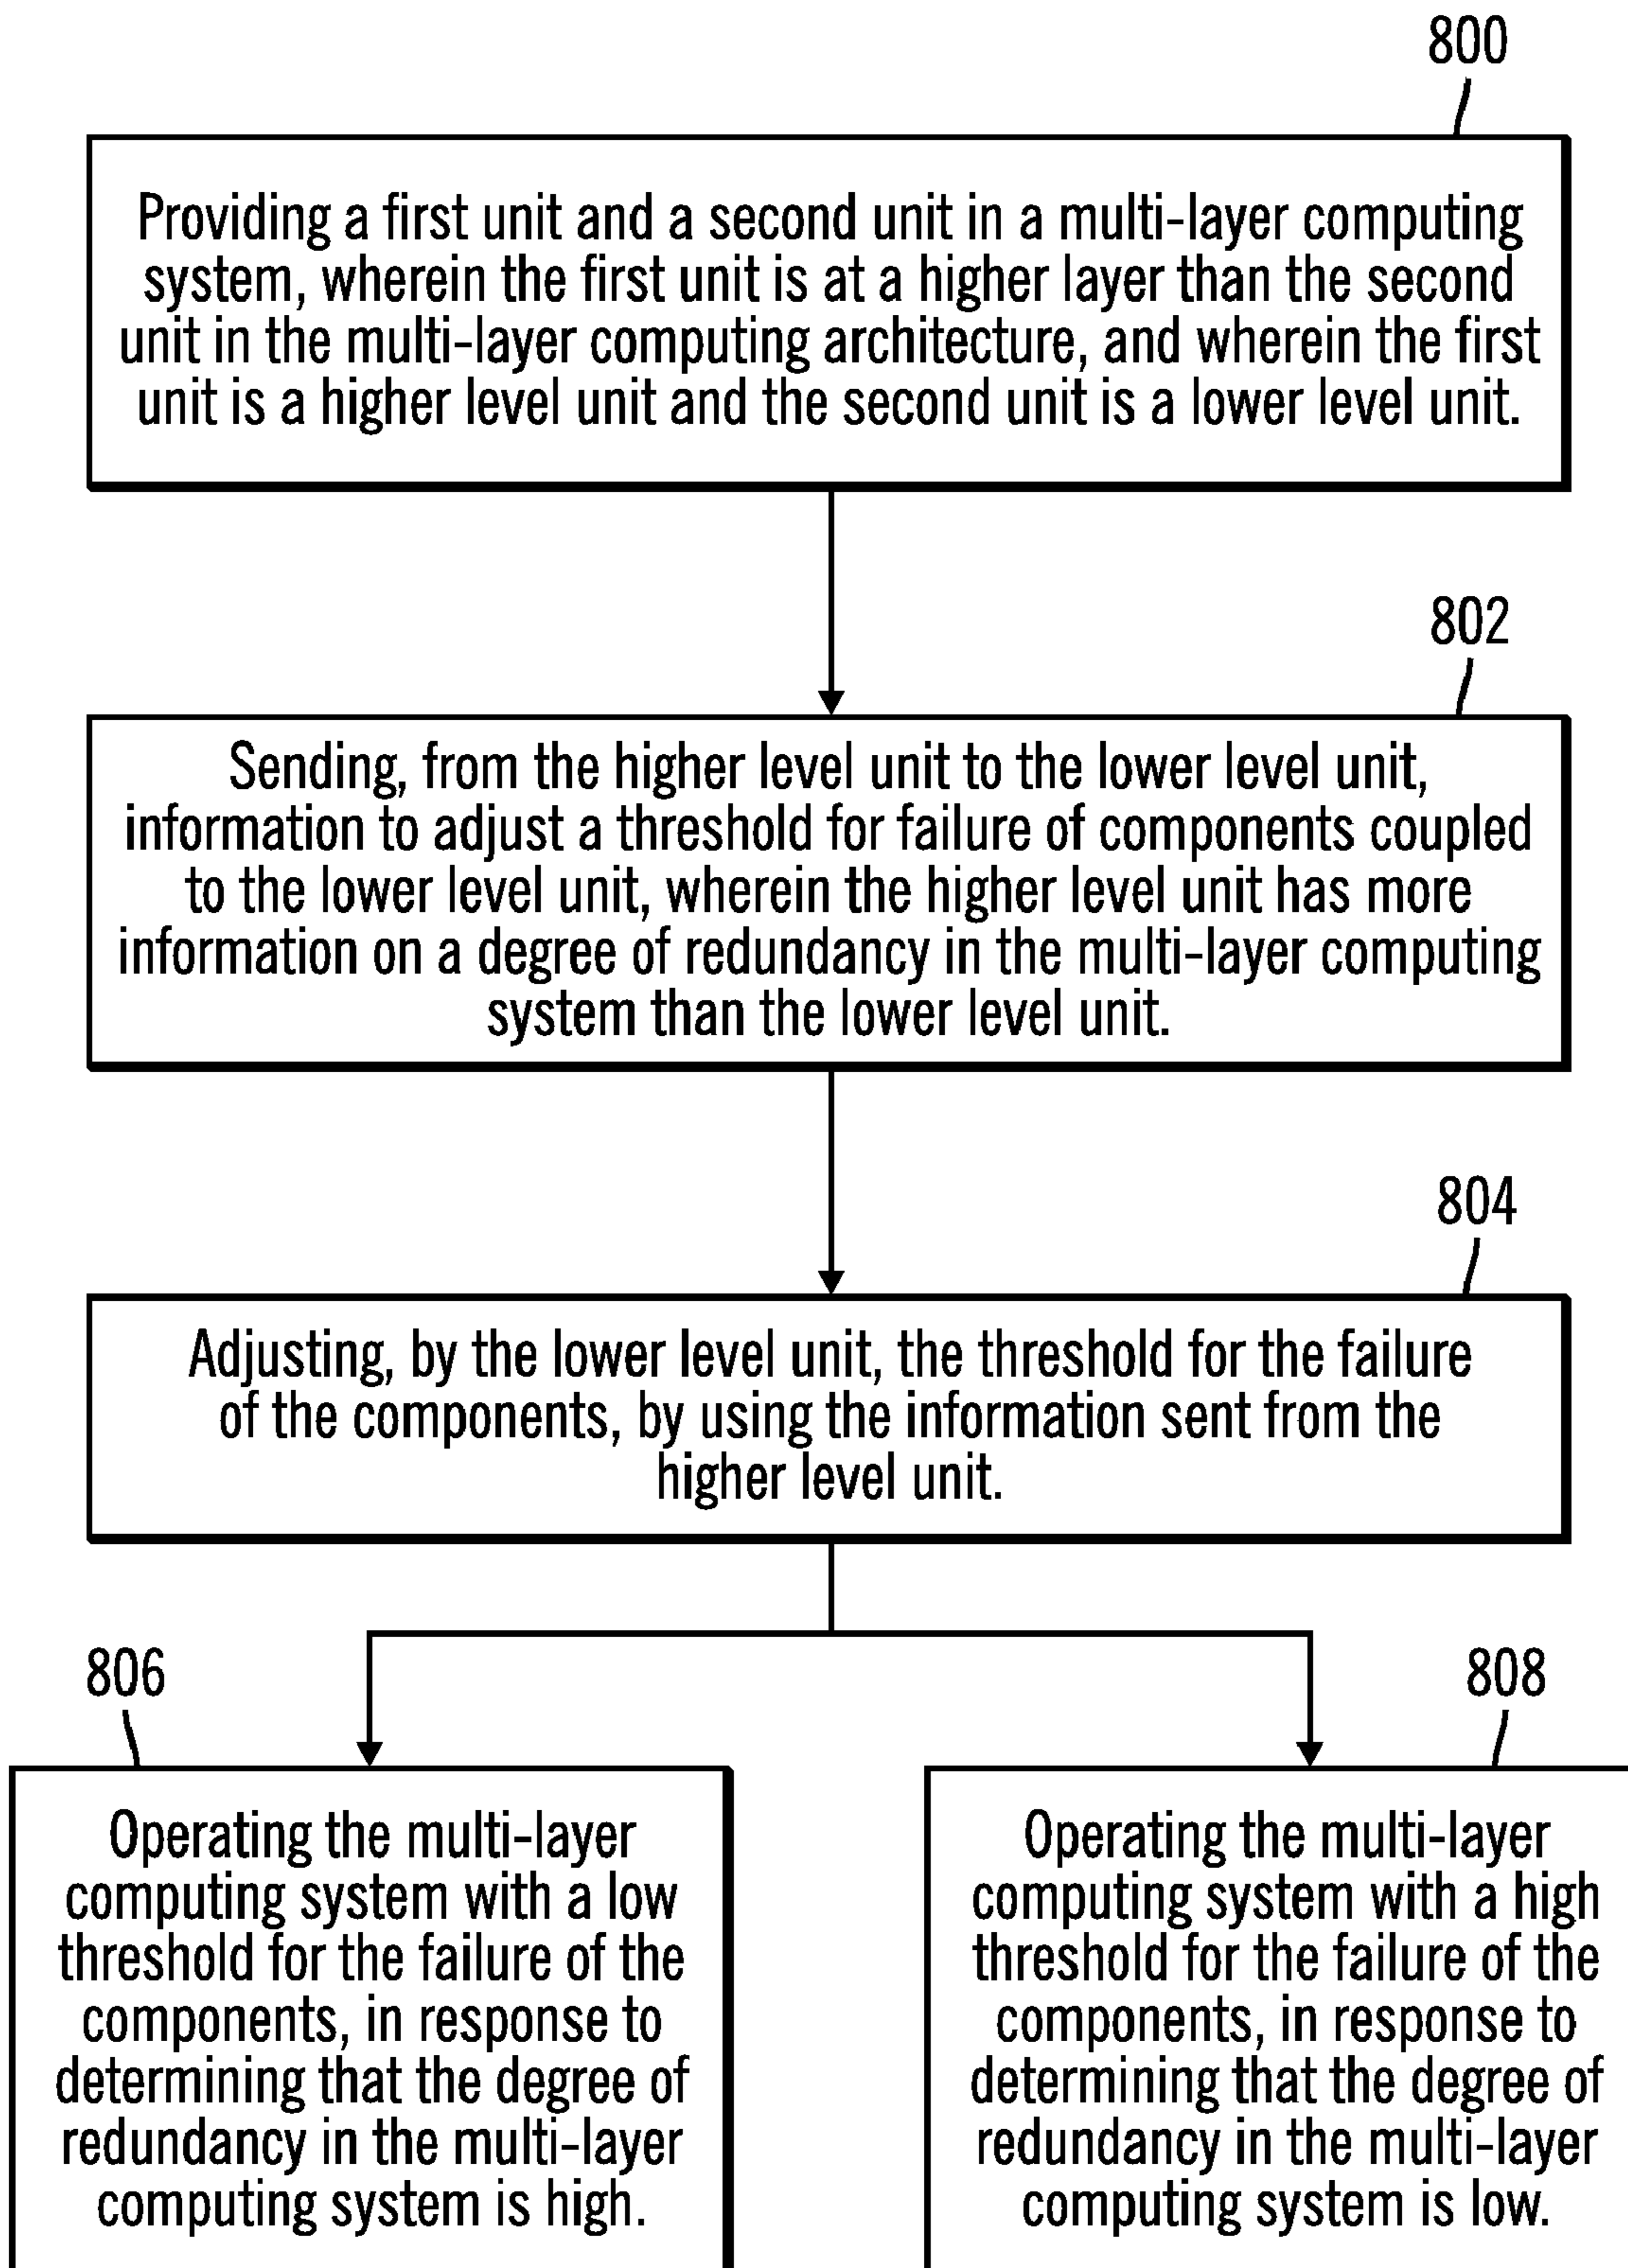 800
Providing a first unit and a second unit in a multi-layer computing
system, wherein the first unit is at a higher layer than the second
unit in the multi-layer computing architecture, and wherein the first
unit is a higher level unit and the second unit is a lower level unit.
802
Sending, from the higher level unit to the lower level unit,
information to adjust a threshold for failure of components coupled
to the lower level unit, wherein the higher level unit has more
information on a degree of redundancy in the multi-layer computing
system than the lower level unit.
804
Adjusting, by the lower level unit, the threshold for the failure
of the components, by using the information sent from the
higher level unit.
806
Operating the multi-layer
computing system with a low
threshold for the failure of the
components, in response to
determining that the degree of
redundancy in the multi-layer
computing system is high.
808
Operating the multi-layer
computing system with a high
threshold for the failure of the
components, in response to
determining that the degree of
redundancy in the multi-layer
computing system is low.